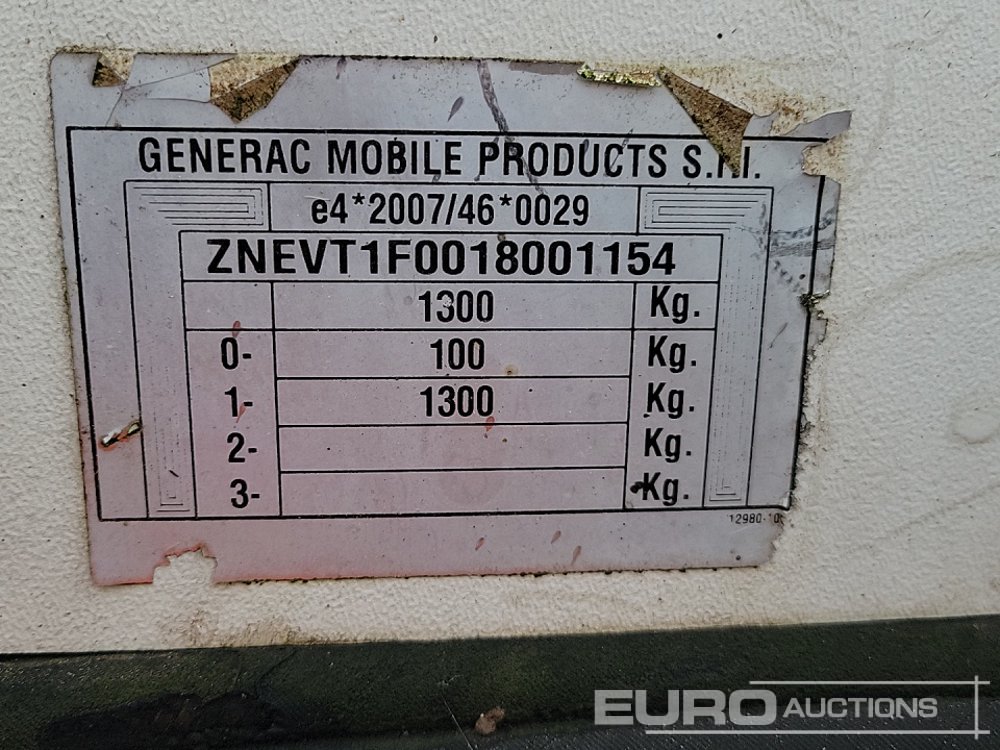 GENERAC MOBILE PRODUCTS
e4*2007/46*0029
ZNEVT1F0018001154
1300 Kg.
0- 100 Kg.
1- 1300 Kg.
2- Kg.
3- Kg.
EURO AUCTIONS